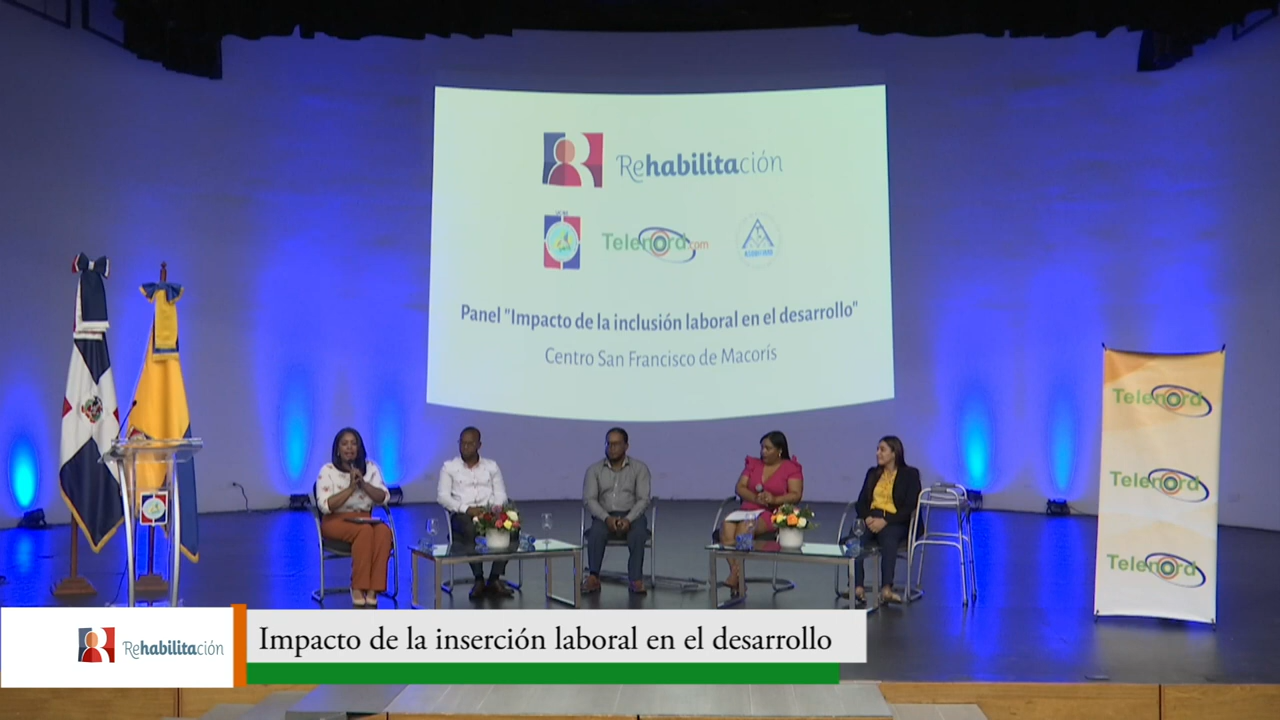 Rehabilitación
Telenord.com
Panel "Impacto de la inclusión laboral en el desarrollo"
Centro San Francisco de Macorís
Telenord
Telenord
Telenord
Rehabilitación
Impacto de la inserción laboral en el desarrollo